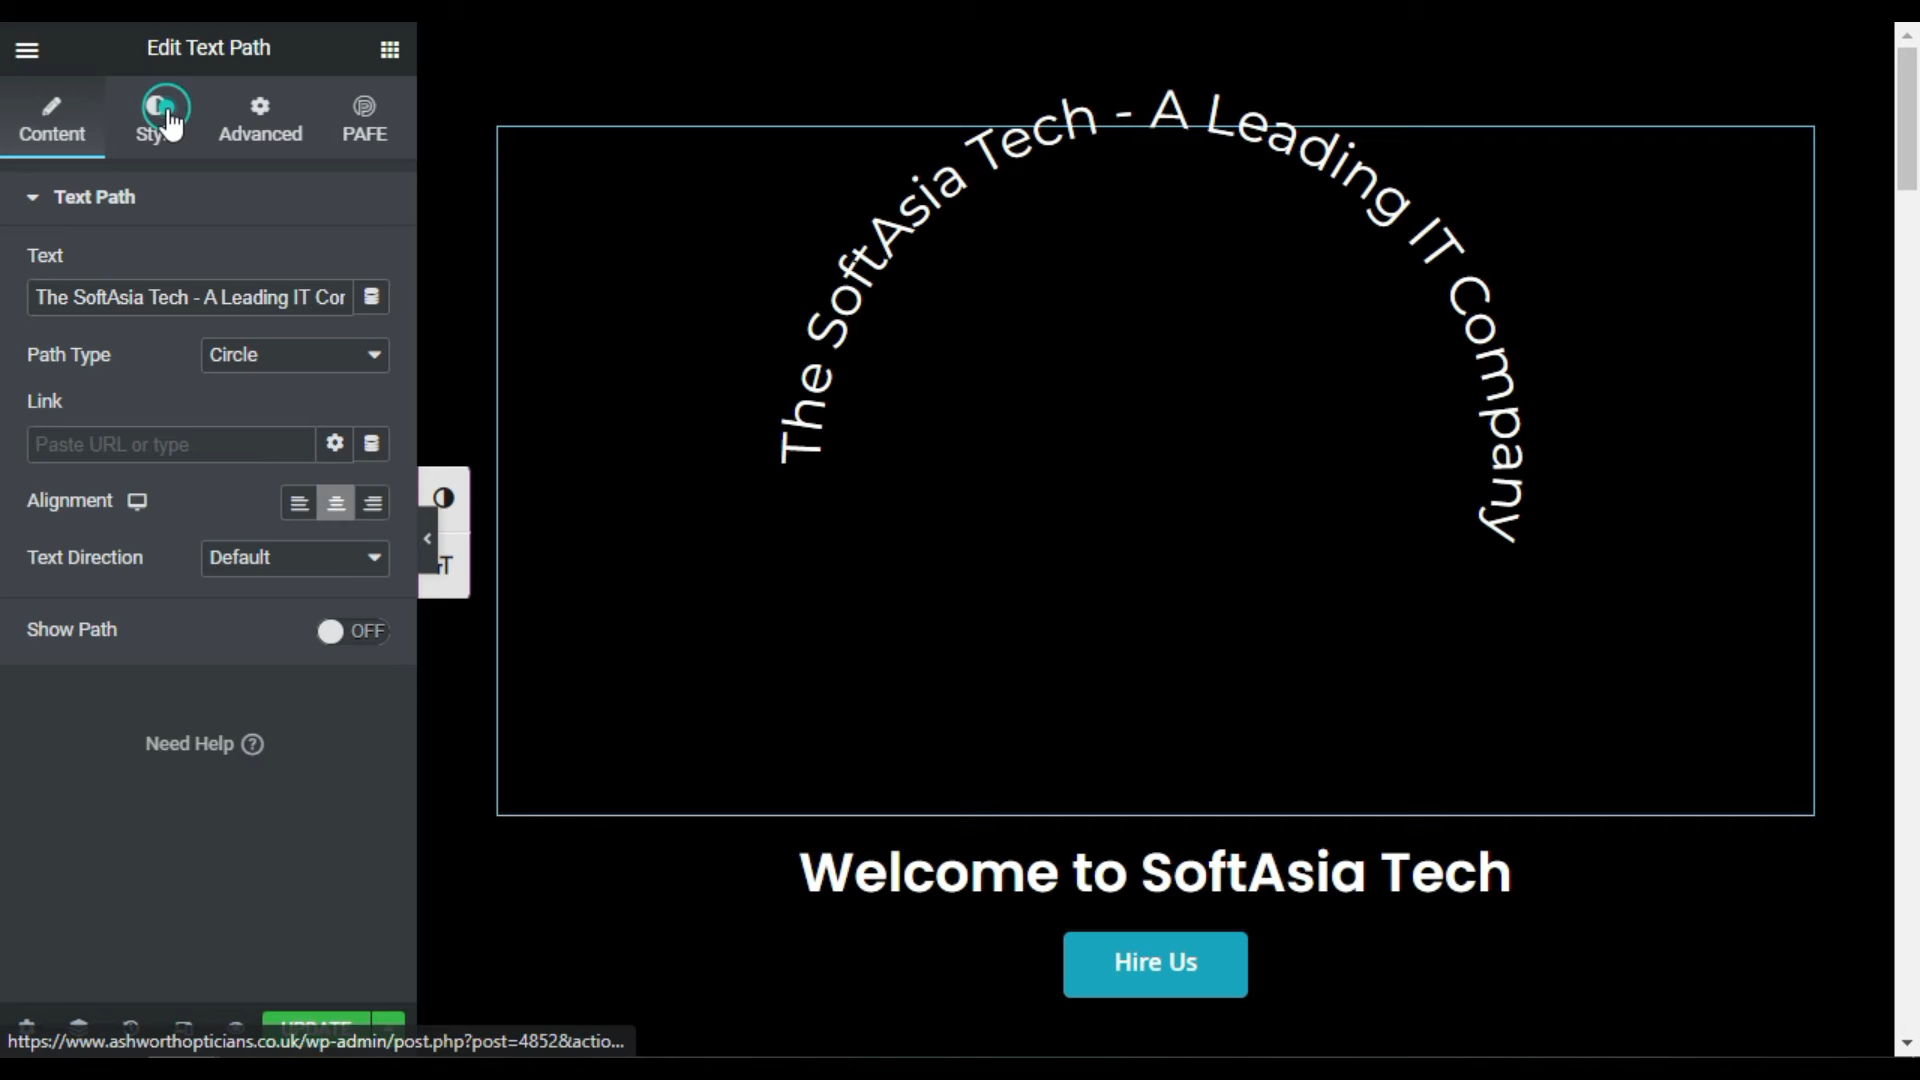 Edit Text Path
Content
Style
Advanced
PAFE
Text Path
Text
The SoftAsia Tech - A Leading IT Cor
Path Type
Circle
Link
Paste URL or type
Alignment
Text Direction
Default
Show Path
OFF
Need Help
UPDATE
https://www.ashworthopticians.co.uk/wp-admin/post.php?post=4852&actio...
The SoftAsia Tech - A Leading IT Company
Welcome to SoftAsia Tech
Hire Us